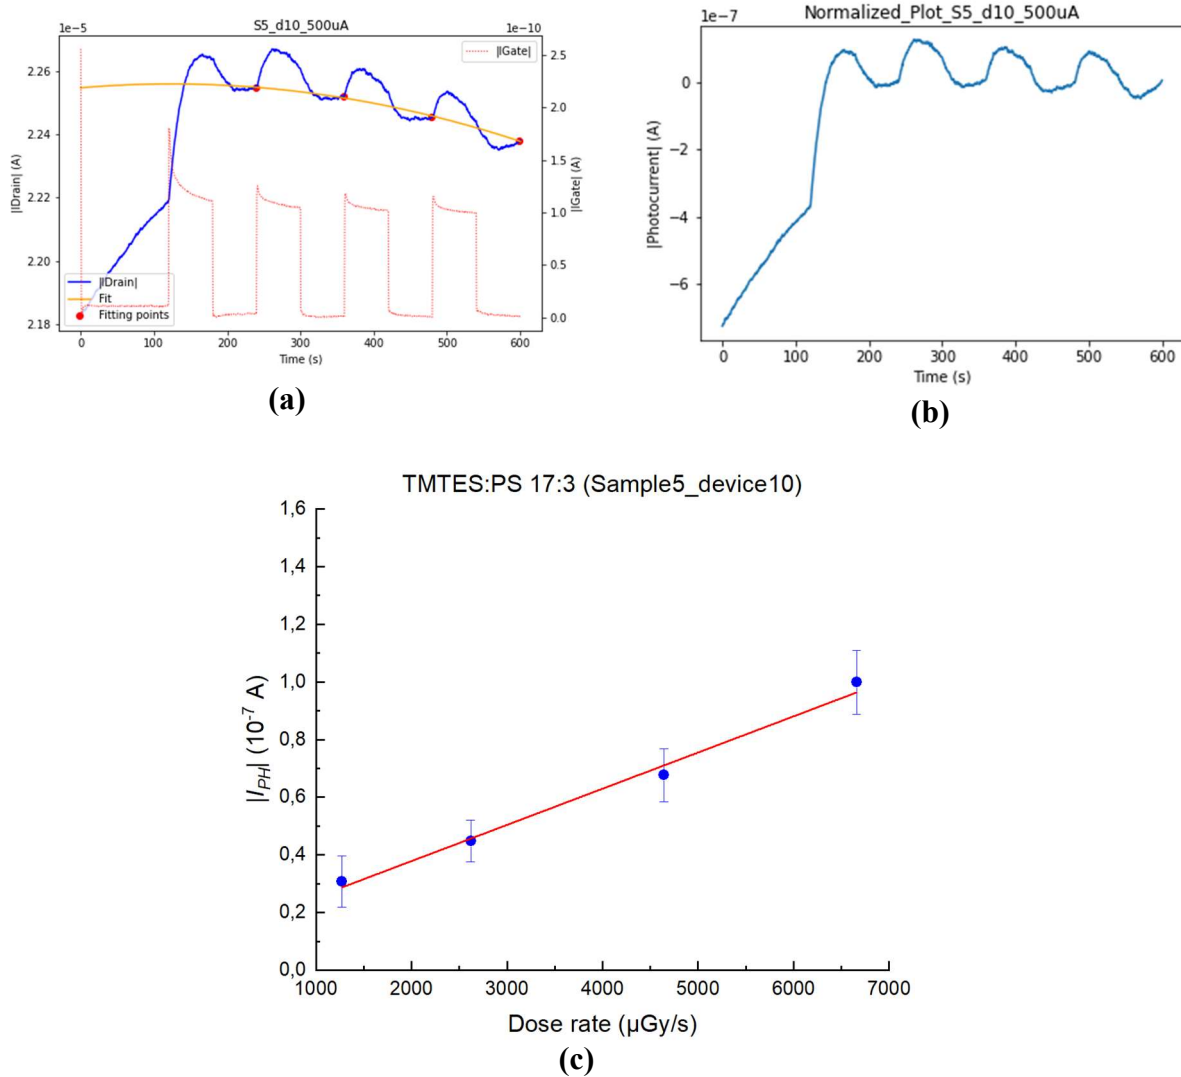 S5_d10_500uA
1e-5
1e-10
|IDrain| (A)
2.26
2.24
2.22
2.20
2.18
|IGate|
|IDrain|
Fit
Fitting points
2.5
2.0
1.5
1.0
0.5
0.0
|IGate| (A)
0 100 200 300 400 500 600
Time (s)
(a)
Normalized_Plot_S5_d10_500uA
1e-7
|Photocurrent| (A)
0
−2
−4
−6
0 100 200 300 400 500 600
Time (s)
(b)
TMTES:PS 17:3 (Sample5_device10)
|I_PH| (10⁻⁷ A)
1,6
1,4
1,2
1,0
0,8
0,6
0,4
0,2
0,0
1000 2000 3000 4000 5000 6000 7000
Dose rate (µGy/s)
(c)